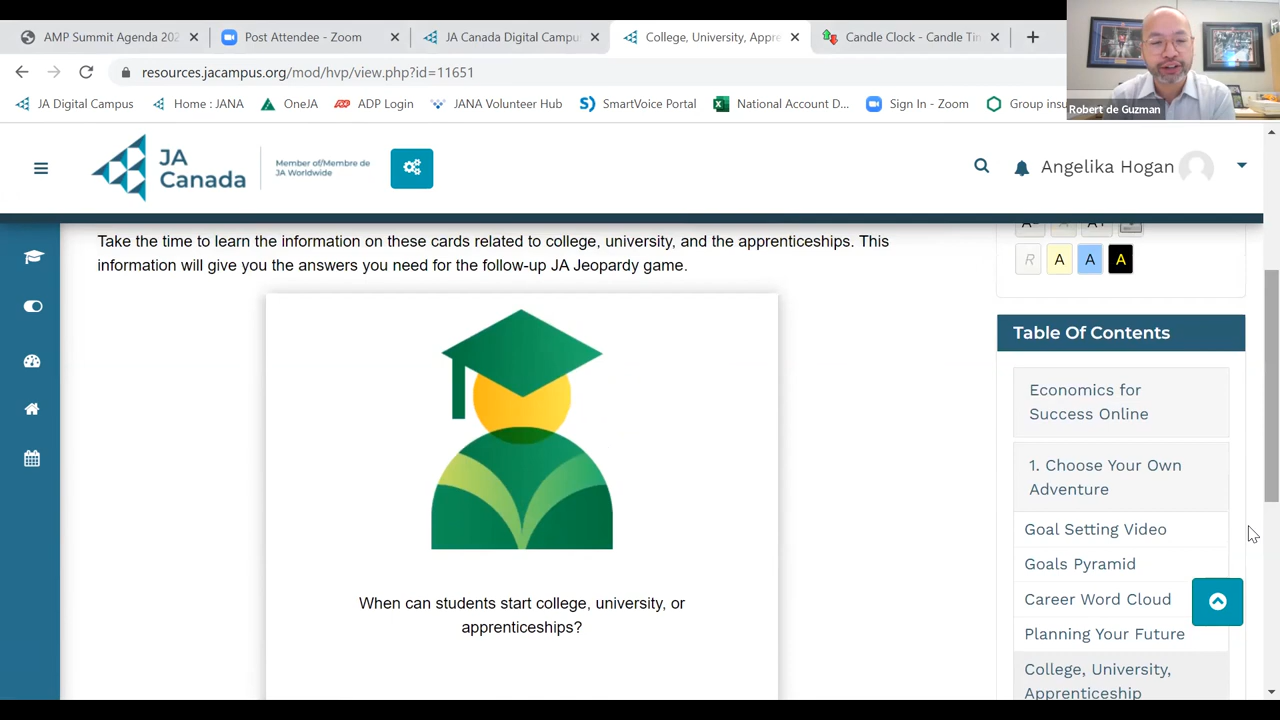 AMP Summit Agenda 202
Post Attendee - Zoom
JA Canada Digital Campu
College, University, Appre
Candle Clock - Candle Tim
resources.jacampus.org/mod/hvp/view.php?id=11651
JA Digital Campus
Home : JANA
OneJA
ADP Login
JANA Volunteer Hub
SmartVoice Portal
National Account D...
Sign In - Zoom
Group insu
Robert de Guzman
JA
Canada
Member of/Membre de
JA Worldwide
Angelika Hogan
Take the time to learn the information on these cards related to college, university, and the apprenticeships. This
information will give you the answers you need for the follow-up JA Jeopardy game.
R A A A
When can students start college, university, or
apprenticeships?
Table Of Contents
Economics for
Success Online
1. Choose Your Own
Adventure
Goal Setting Video
Goals Pyramid
Career Word Cloud
Planning Your Future
College, University,
Apprenticeship